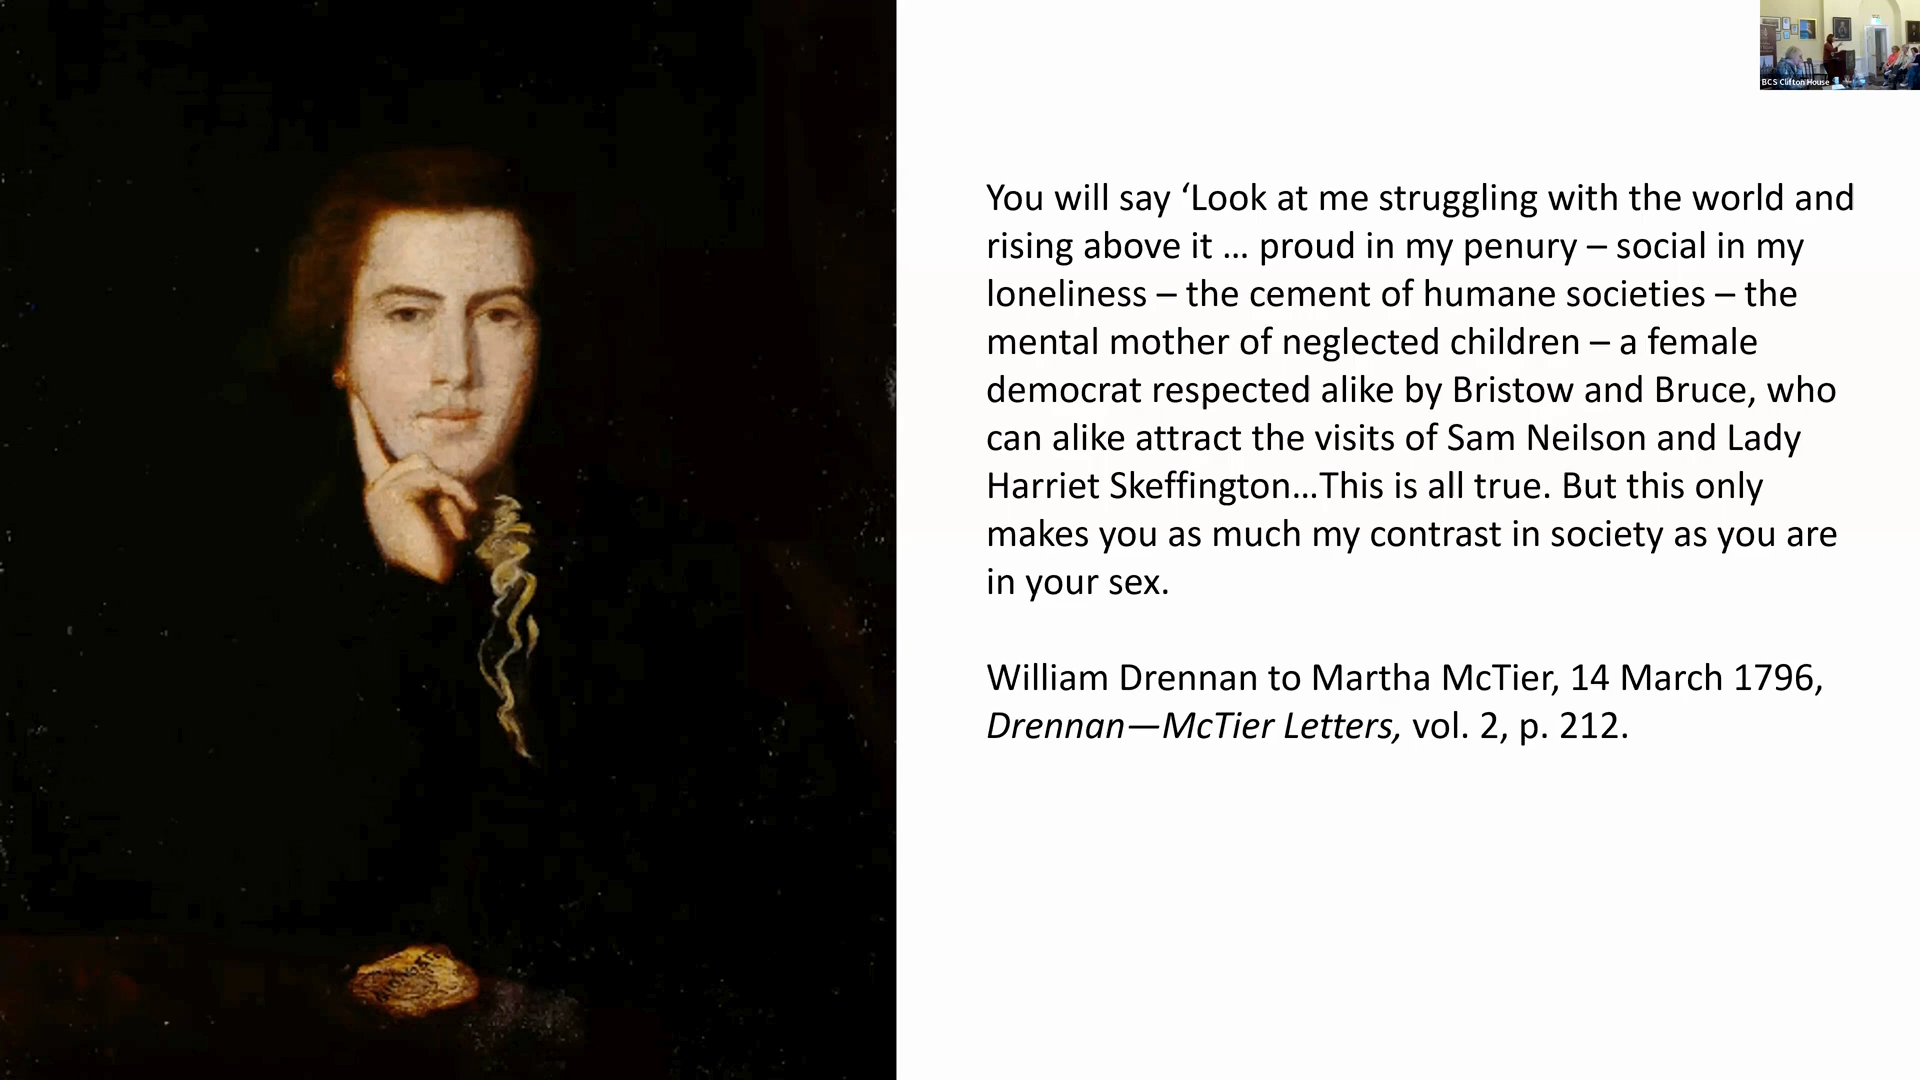 BCS Clifton House
You will say ‘Look at me struggling with the world and
rising above it … proud in my penury – social in my
loneliness – the cement of humane societies – the
mental mother of neglected children – a female
democrat respected alike by Bristow and Bruce, who
can alike attract the visits of Sam Neilson and Lady
Harriet Skeffington…This is all true. But this only
makes you as much my contrast in society as you are
in your sex.
William Drennan to Martha McTier, 14 March 1796,
Drennan—McTier Letters, vol. 2, p. 212.